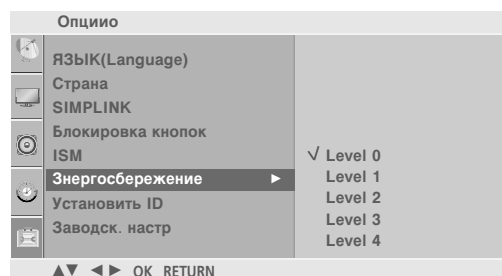 Опциио
ЯЗЫК(Language)
Страна
SIMPLINK
Блокировка кнопок
ISM
Знергосбережение ►
Установить ID
Заводск. настр
√ Level 0
Level 1
Level 2
Level 3
Level 4
▲▼ ◄► OK RETURN